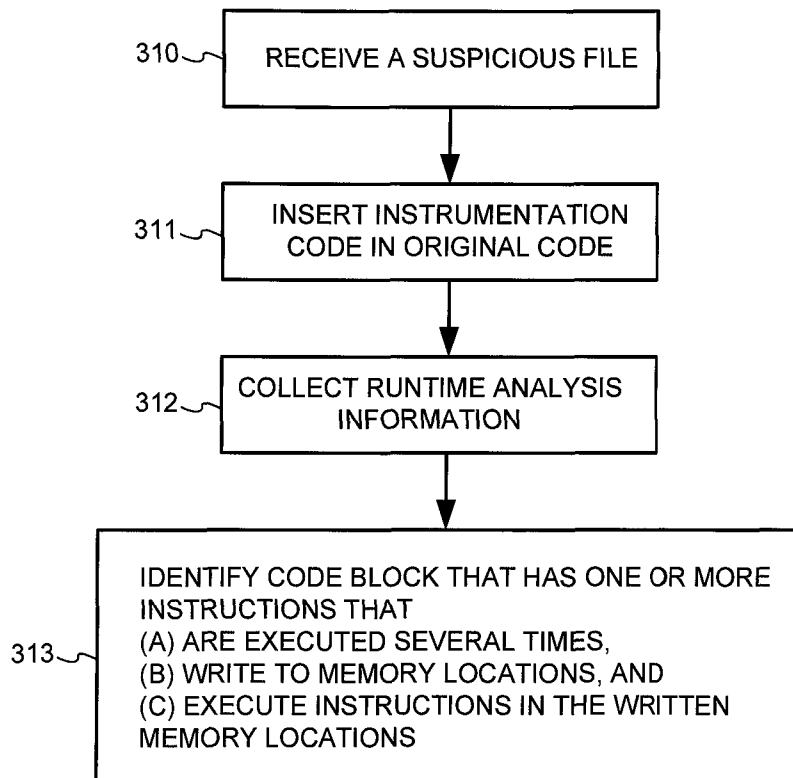 310
RECEIVE A SUSPICIOUS FILE
311
INSERT INSTRUMENTATION
CODE IN ORIGINAL CODE
312
COLLECT RUNTIME ANALYSIS
INFORMATION
313
IDENTIFY CODE BLOCK THAT HAS ONE OR MORE
INSTRUCTIONS THAT
(A) ARE EXECUTED SEVERAL TIMES,
(B) WRITE TO MEMORY LOCATIONS, AND
(C) EXECUTE INSTRUCTIONS IN THE WRITTEN
MEMORY LOCATIONS